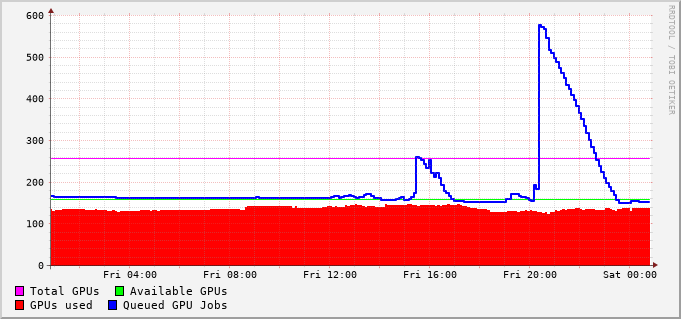 600
500
400
300
200
100
0
Fri 04:00 Fri 08:00 Fri 12:00 Fri 16:00 Fri 20:00 Sat 00:00
Total GPUs Available GPUs
GPUs used Queued GPU Jobs
RRDTOOL / TOBI OETIKER